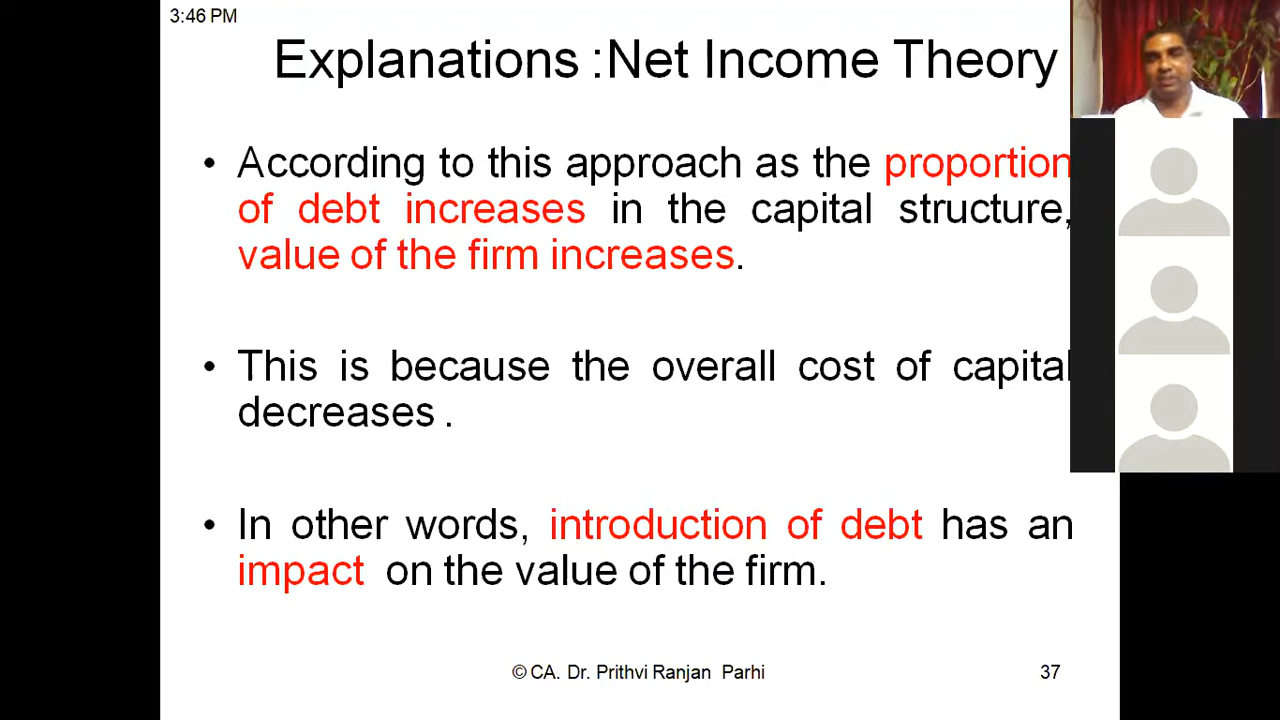 3:46 PM
Explanations :Net Income Theory
• According to this approach as the proportion
of debt increases in the capital structure,
value of the firm increases.
• This is because the overall cost of capital
decreases .
• In other words, introduction of debt has an
impact on the value of the firm.
© CA. Dr. Prithvi Ranjan Parhi
37